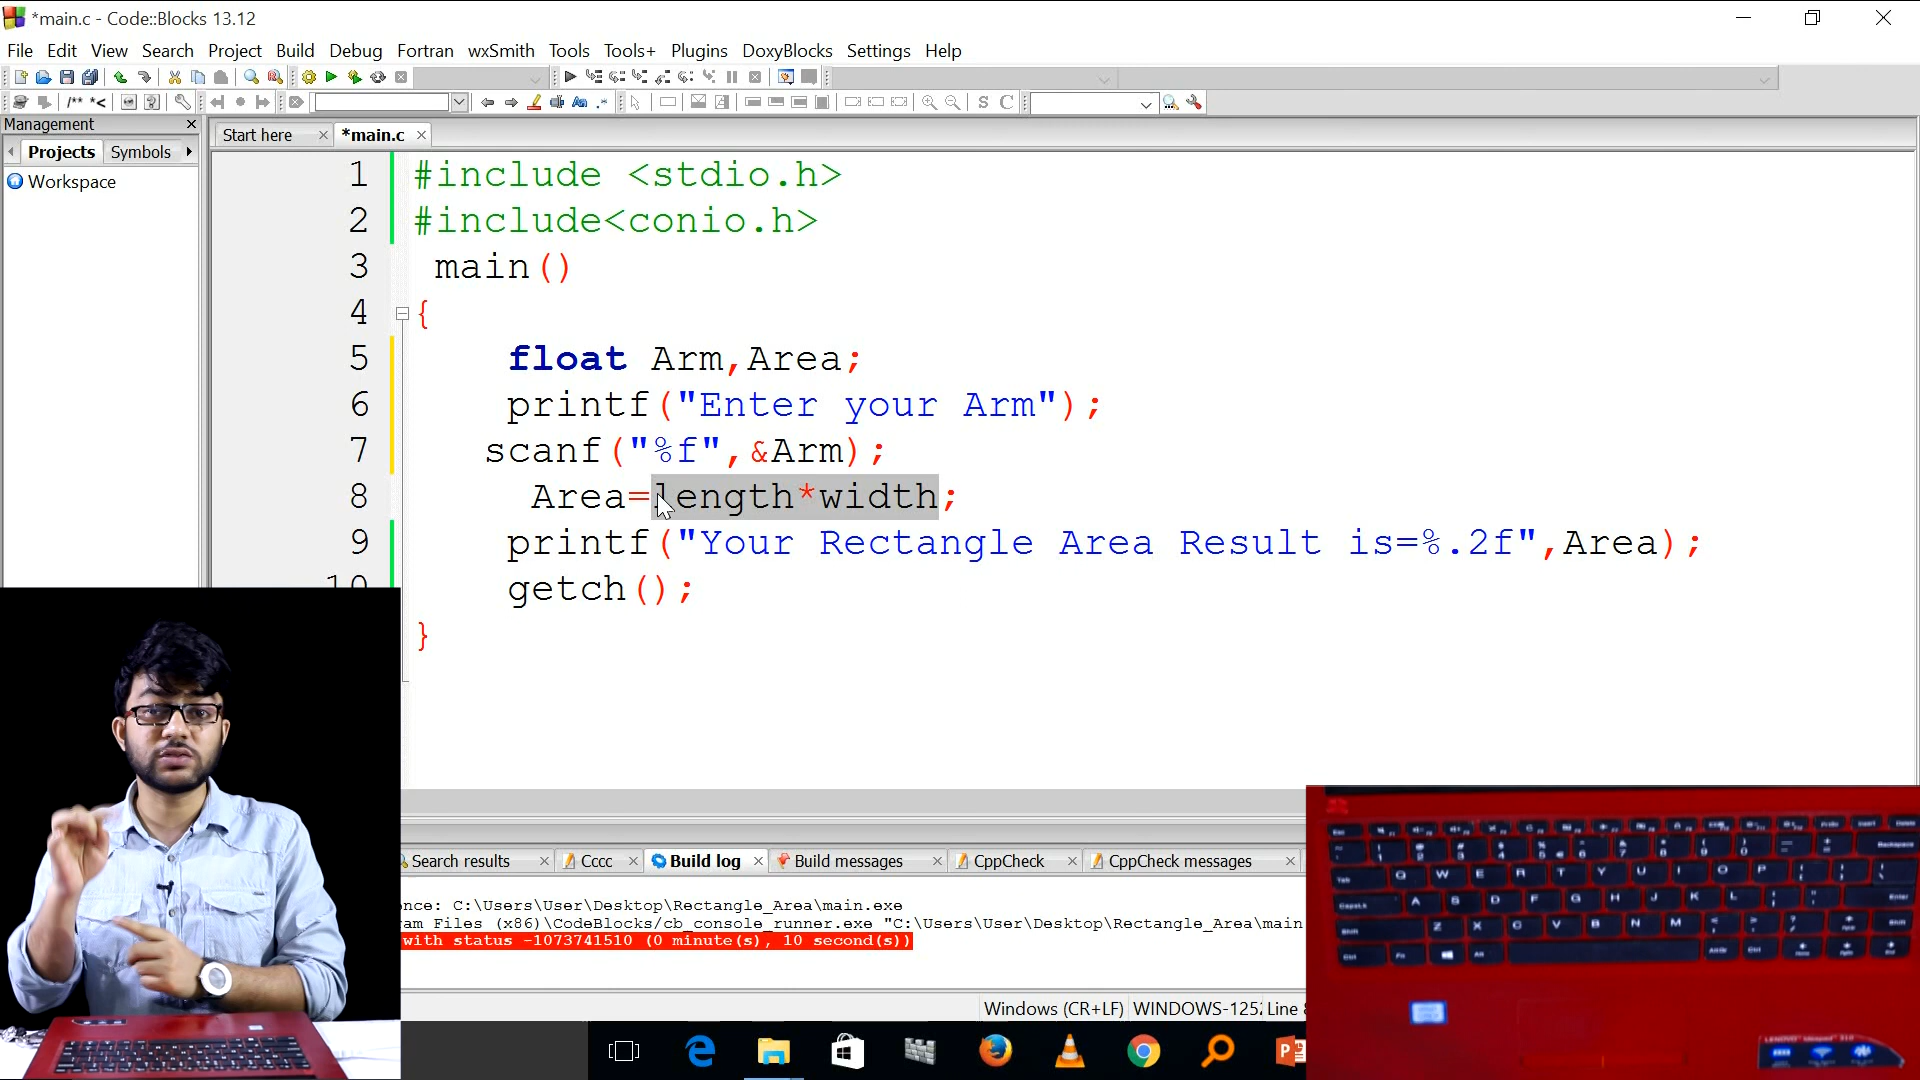 *main.c - Code::Blocks 13.12
File Edit View Search Project Build Debug Fortran wxSmith Tools Tools+ Plugins DoxyBlocks Settings Help
/** *<
S C
Management
Start here *main.c
Projects Symbols
Workspace
1 #include <stdio.h>
2 #include<conio.h>
3 main()
4 {
5 float Arm,Area;
6 printf("Enter your Arm");
7 scanf("%f",&Arm);
8 Area=length*width;
9 printf("Your Rectangle Area Result is=%.2f",Area);
10 getch();
}
Search results Cccc Build log Build messages CppCheck CppCheck messages
C:\Users\User\Desktop\Rectangle_Area\main.exe
Files (x86)\CodeBlocks/cb_console_runner.exe "C:\Users\User\Desktop\Rectangle_Area\main
with status -1073741510 (0 minute(s), 10 second(s))
Windows (CR+LF) WINDOWS-1252 Line